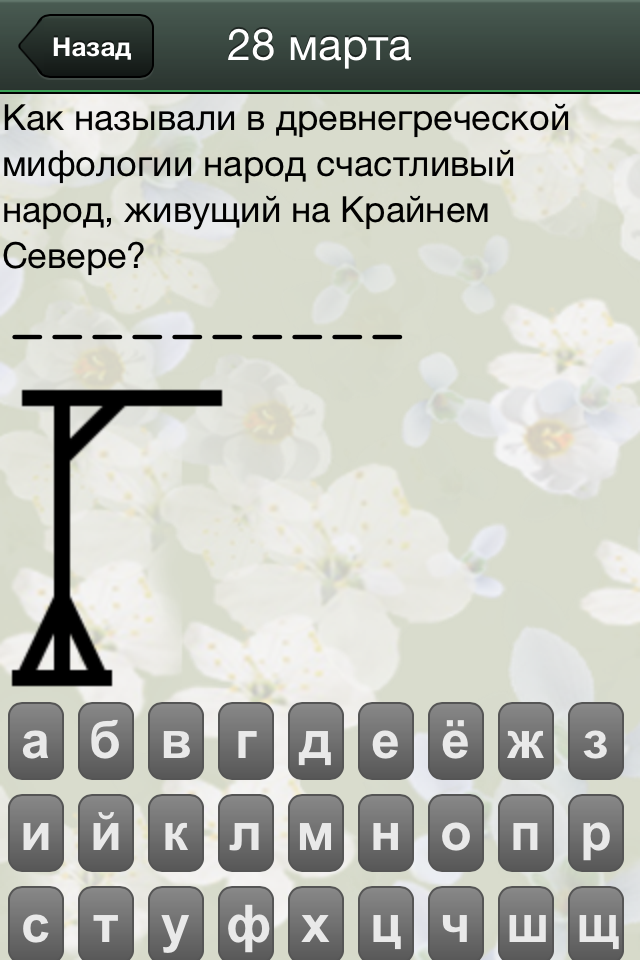 Назад
28 марта
Как называли в древнегреческой
мифологии народ счастливый
народ, живущий на Крайнем
Севере?
а б в г д е ё ж з
и й к л м н о п р
с т у ф х ц ч ш щ